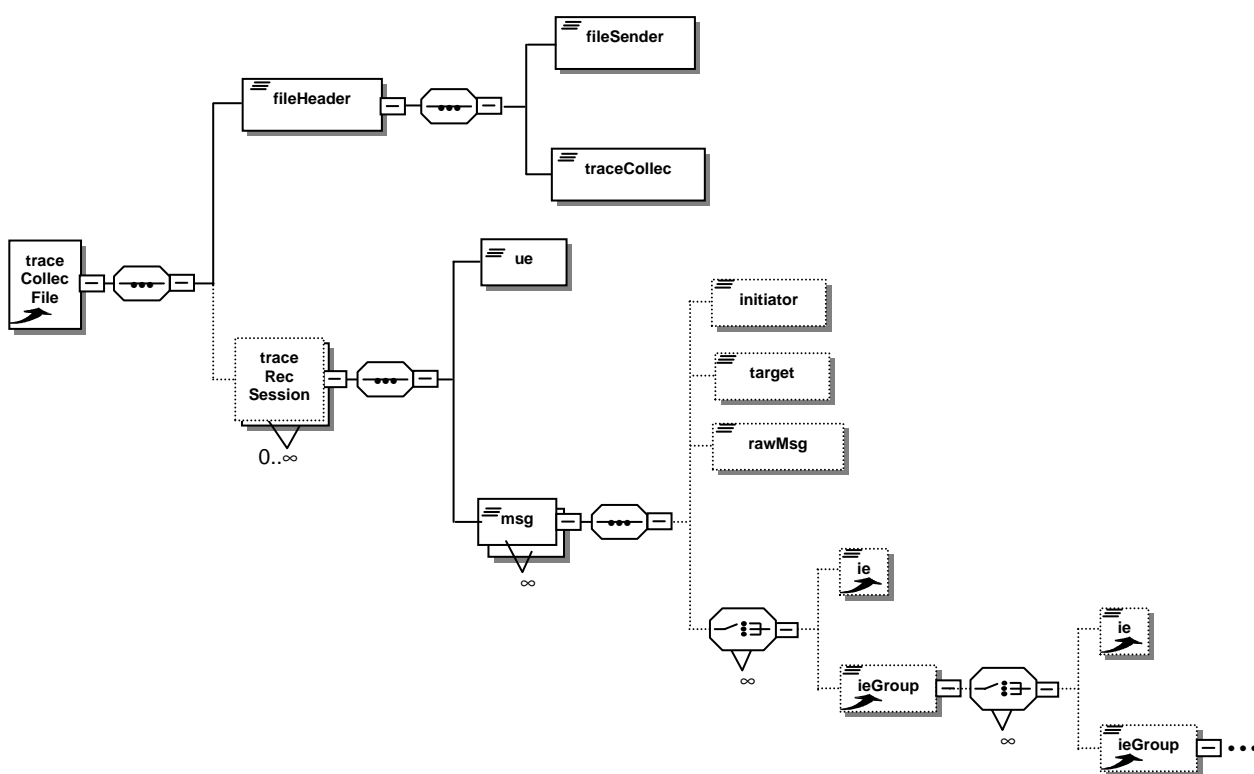 fileSender
fileHeader
traceCollec
trace
Collec
File
ue
initiator
trace
Rec
Session
target
rawMsg
0..∞
msg
∞
ie
ie
∞
ieGroup
∞
ieGroup